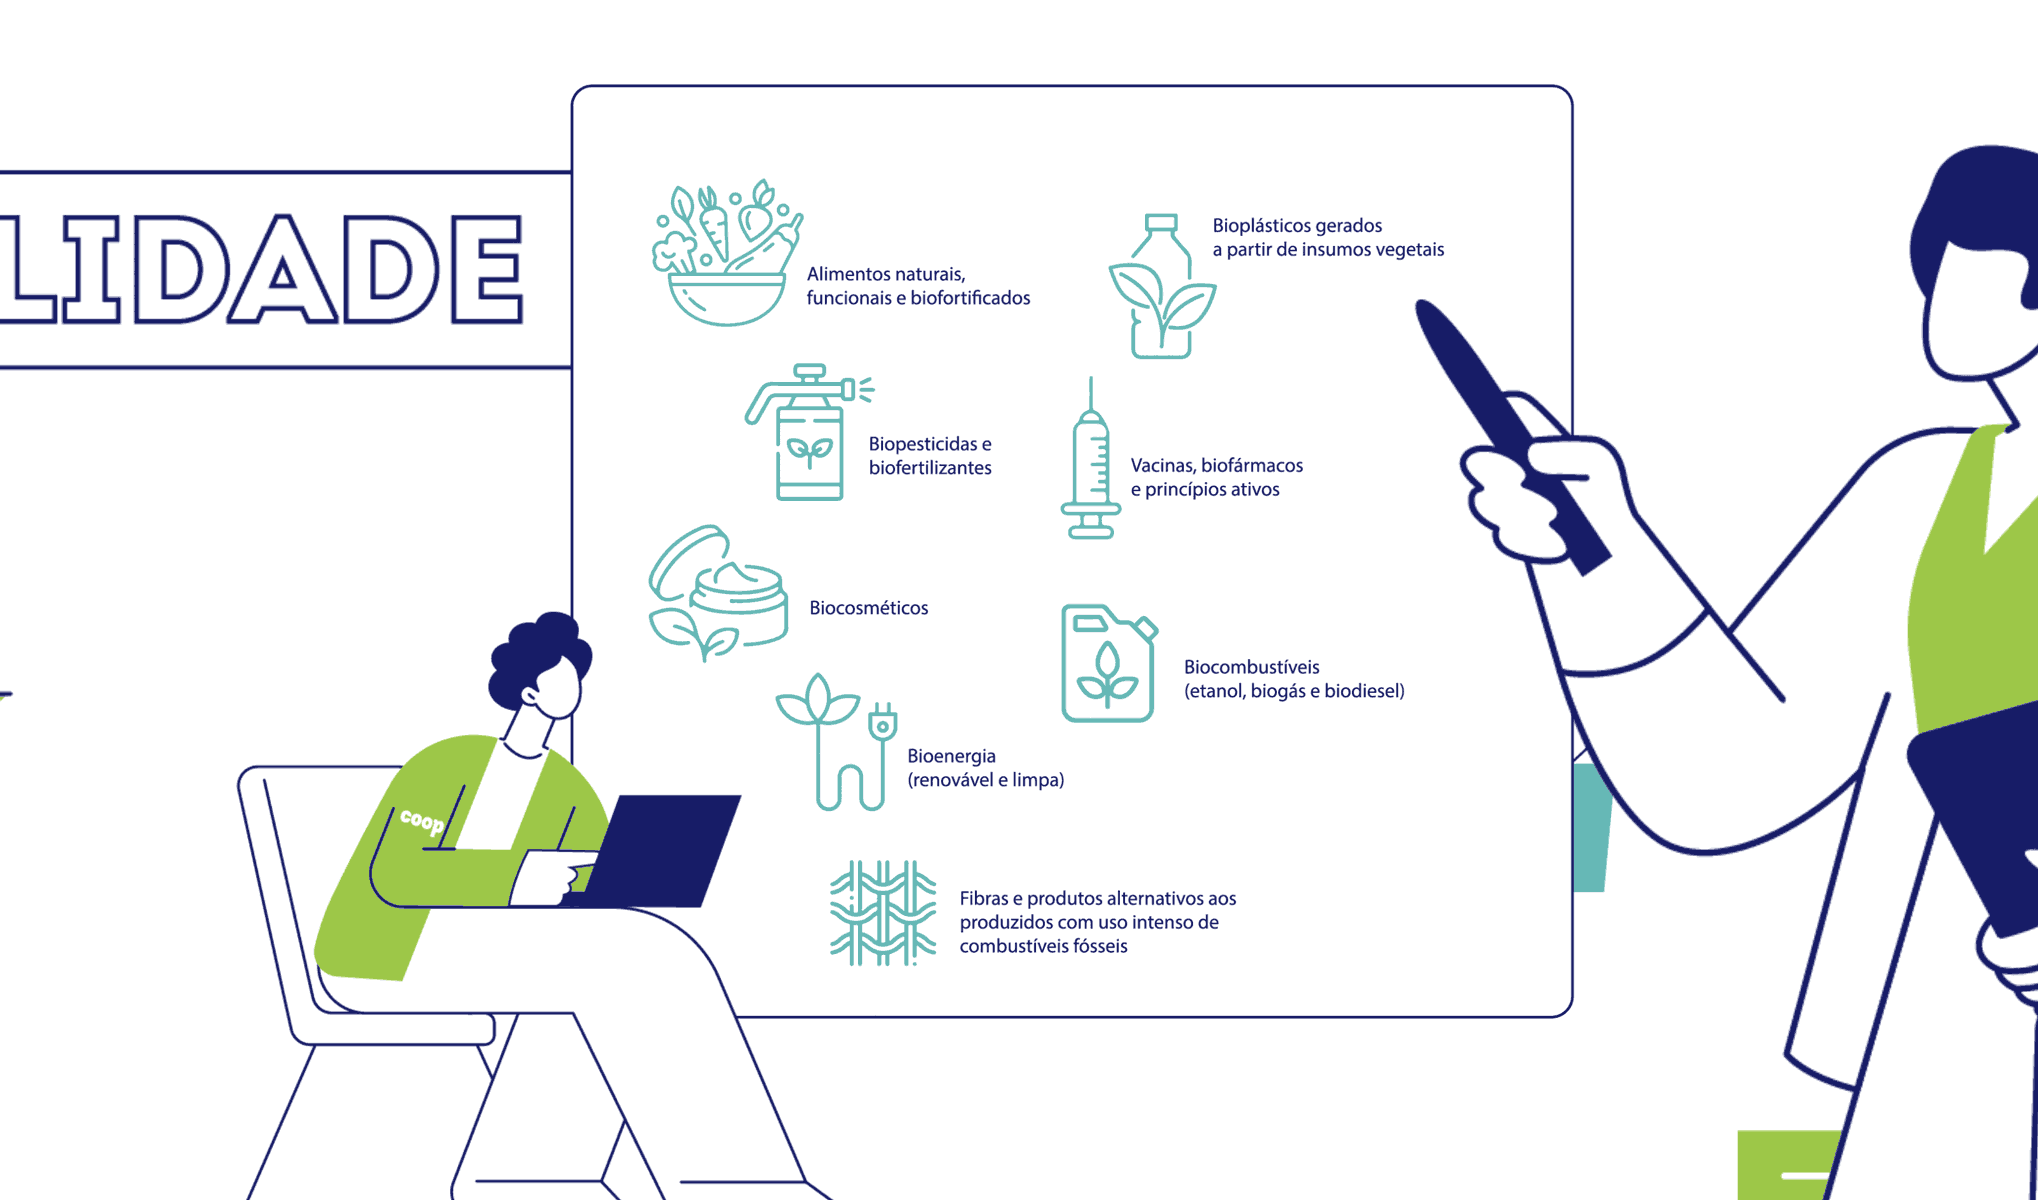 LIDADE
Alimentos naturais,
funcionais e biofortificados
Bioplásticos gerados
a partir de insumos vegetais
Biopesticidas e
biofertilizantes
Vacinas, biofármacos
e princípios ativos
Biocosméticos
Biocombustíveis
(etanol, biogás e biodiesel)
Bioenergia
(renovável e limpa)
coop
Fibras e produtos alternativos aos
produzidos com uso intenso de
combustíveis fósseis